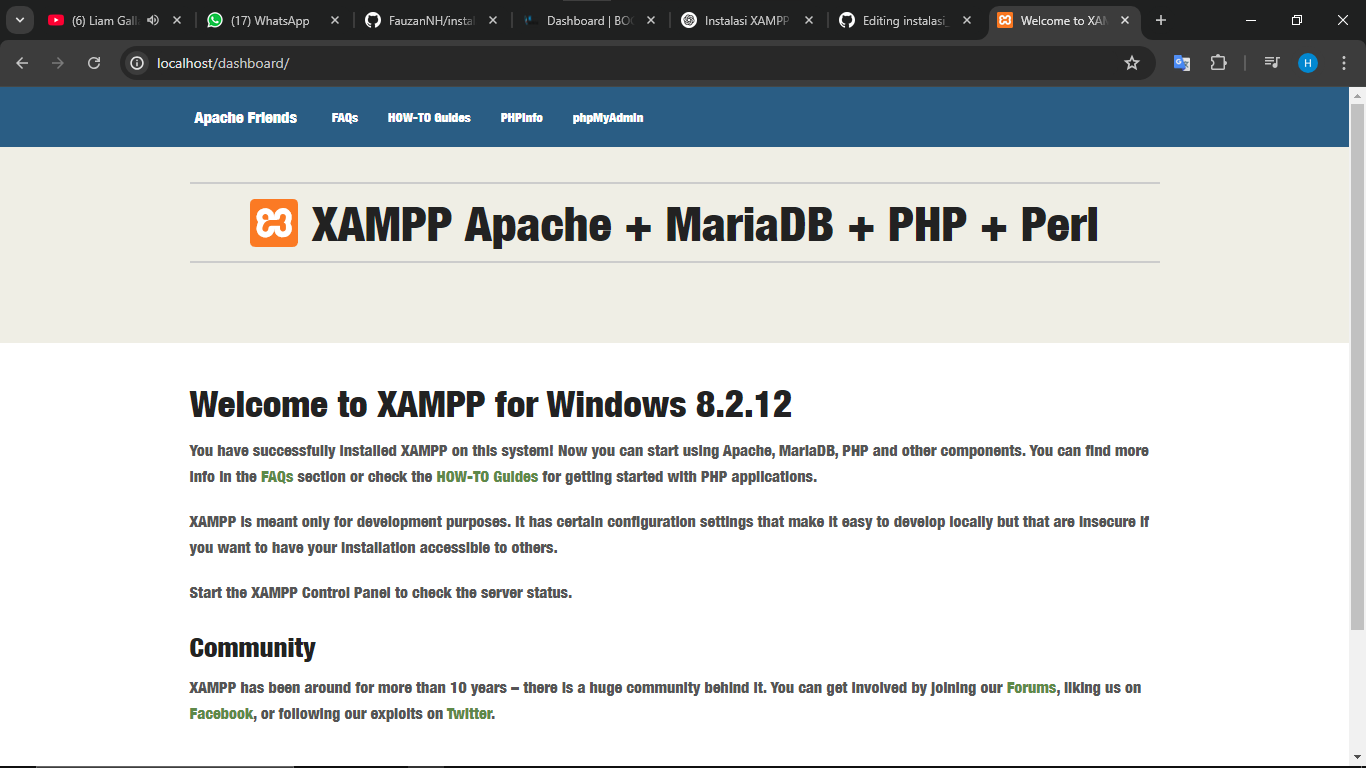 (6) Liam Gall
(17) WhatsApp
FauzanNH/instal
Dashboard | BO
Instalasi XAMPP
Editing instalasi_
Welcome to XAM
localhost/dashboard/
H
Apache Friends FAQs HOW-TO Guides PHPInfo phpMyAdmin
XAMPP Apache + MariaDB + PHP + Perl
Welcome to XAMPP for Windows 8.2.12
You have successfully installed XAMPP on this system! Now you can start using Apache, MariaDB, PHP and other components. You can find more
info in the FAQs section or check the HOW-TO Guides for getting started with PHP applications.
XAMPP is meant only for development purposes. It has certain configuration settings that make it easy to develop locally but that are insecure if
you want to have your installation accessible to others.
Start the XAMPP Control Panel to check the server status.
Community
XAMPP has been around for more than 10 years – there is a huge community behind it. You can get involved by joining our Forums, liking us on
Facebook, or following our exploits on Twitter.